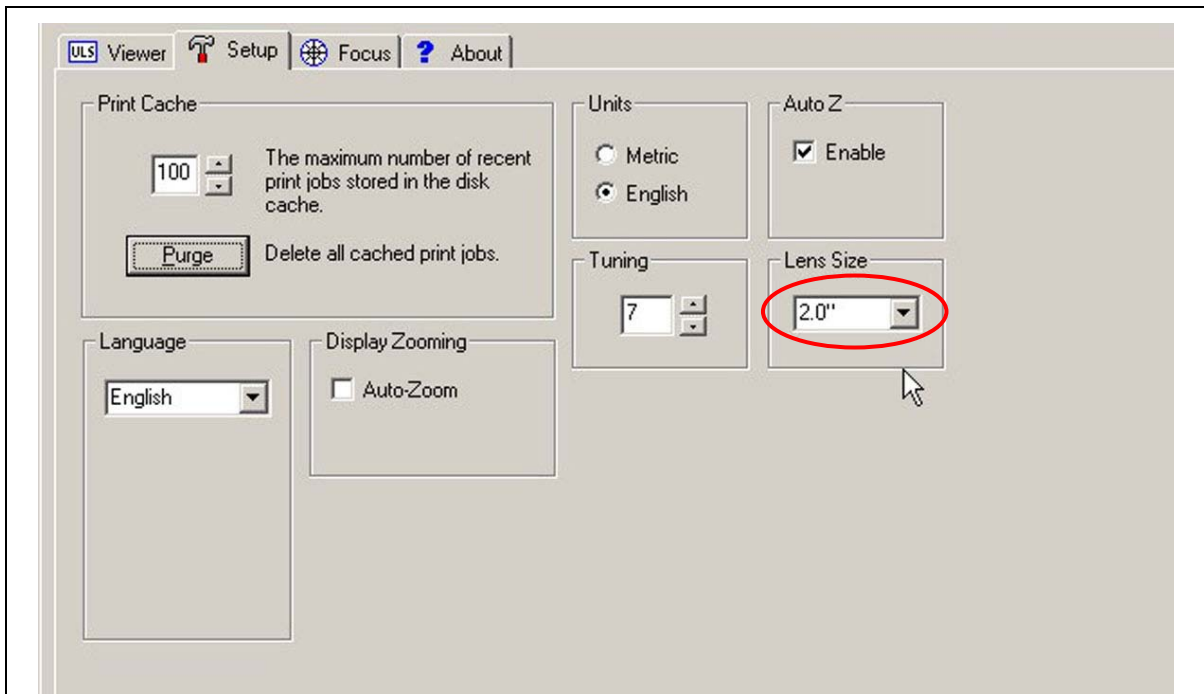 ULS Viewer Setup Focus ? About
Print Cache
100
The maximum number of recent
print jobs stored in the disk
cache.
Purge
Delete all cached print jobs.
Units
Metric
English
Auto Z
Enable
Tuning
7
Lens Size
2.0"
Language
English
Display Zooming
Auto-Zoom